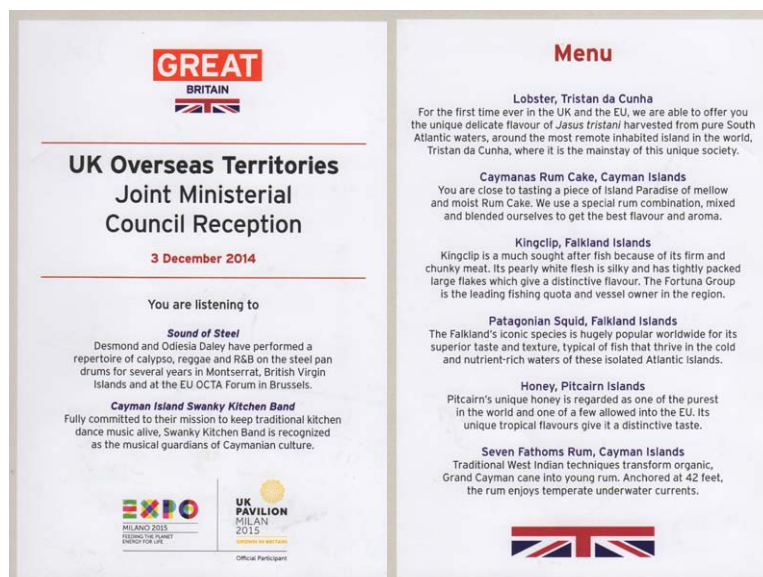 GREAT
BRITAIN
UK Overseas Territories
Joint Ministerial
Council Reception
3 December 2014
You are listening to
Sound of Steel
Desmond and Odiesia Daley have performed a
repertoire of calypso, reggae and R&B on the steel pan
drums for several years in Montserrat, British Virgin
Islands and at the EU OCTA Forum in Brussels.
Cayman Island Swanky Kitchen Band
Fully committed to their mission to keep traditional kitchen
dance music alive, Swanky Kitchen Band is recognized
as the musical guardians of Caymanian culture.
EXPO
MILANO 2015
FEEDING THE PLANET
ENERGY FOR LIFE
UK
PAVILION
MILAN
2015
GROWN IN BRITAIN
Official Participant
Menu
Lobster, Tristan da Cunha
For the first time ever in the UK and the EU, we are able to offer you
the unique delicate flavour of Jasus tristani harvested from pure South
Atlantic waters, around the most remote inhabited island in the world,
Tristan da Cunha, where it is the mainstay of this unique society.
Caymanas Rum Cake, Cayman Islands
You are close to tasting a piece of Island Paradise of mellow
and moist Rum Cake. We use a special rum combination, mixed
and blended ourselves to get the best flavour and aroma.
Kingclip, Falkland Islands
Kingclip is a much sought after fish because of its firm and
chunky meat. Its pearly white flesh is silky and has tightly packed
large flakes which give a distinctive flavour. The Fortuna Group
is the leading fishing quota and vessel owner in the region.
Patagonian Squid, Falkland Islands
The Falkland's iconic species is hugely popular worldwide for its
superior taste and texture, typical of fish that thrive in the cold
and nutrient-rich waters of these isolated Atlantic Islands.
Honey, Pitcairn Islands
Pitcairn's unique honey is regarded as one of the purest
in the world and one of a few allowed into the EU. Its
unique tropical flavours give it a distinctive taste.
Seven Fathoms Rum, Cayman Islands
Traditional West Indian techniques transform organic,
Grand Cayman cane into young rum. Anchored at 42 feet,
the rum enjoys temperate underwater currents.